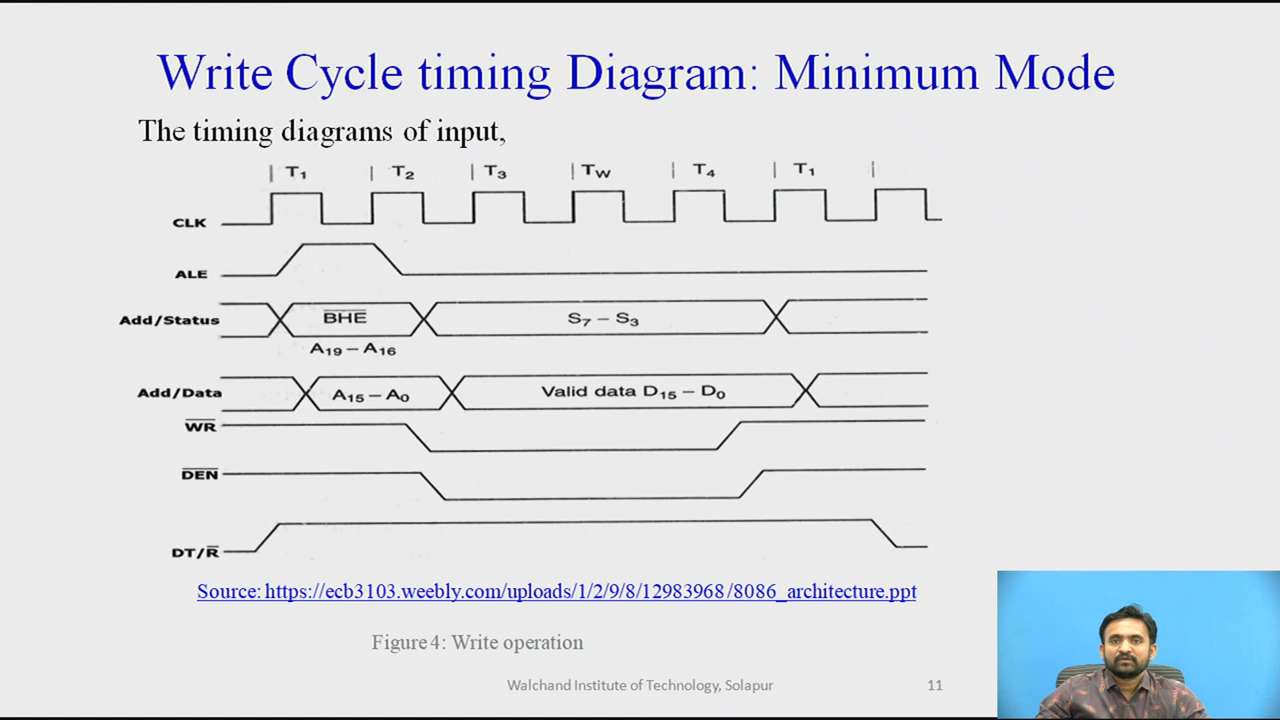 Write Cycle timing Diagram: Minimum Mode
The timing diagrams of input,
| T1 | T2 | T3 | TW | T4 | T1 |
CLK
ALE
Add/Status B̅H̅E̅ S7 – S3
A19 – A16
Add/Data A15 – A0 Valid data D15 – D0
W̅R̅
D̅E̅N̅
DT/R̅
Source: https://ecb3103.weebly.com/uploads/1/2/9/8/12983968/8086_architecture.ppt
Figure 4: Write operation
Walchand Institute of Technology, Solapur 11